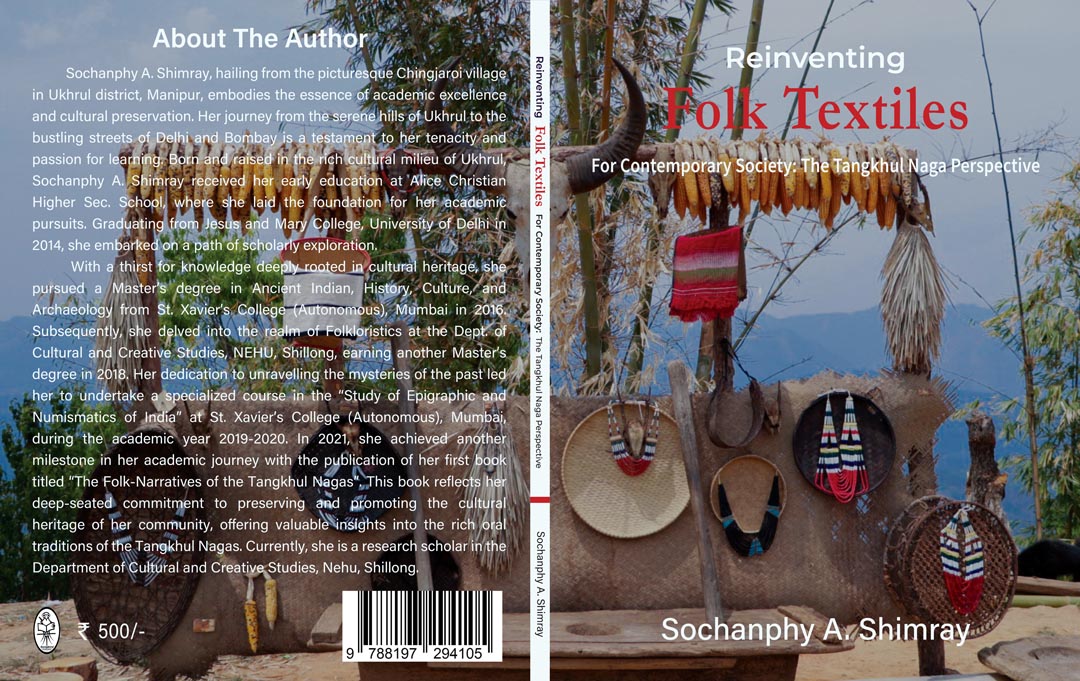 About The Author
Sochanphy A. Shimray, hailing from the picturesque Chingjaroi village
in Ukhrul district, Manipur, embodies the essence of academic excellence
and cultural preservation. Her journey from the serene hills of Ukhrul to the
bustling streets of Delhi and Bombay is a testament to her tenacity and
passion for learning. Born and raised in the rich cultural milieu of Ukhrul,
Sochanphy A. Shimray received her early education at Alice Christian
Higher Sec. School, where she laid the foundation for her academic
pursuits. Graduating from Jesus and Mary College, University of Delhi in
2014, she embarked on a path of scholarly exploration.
With a thirst for knowledge deeply rooted in cultural heritage, she
pursued a Master's degree in Ancient Indian, History, Culture, and
Archaeology from St. Xavier's College (Autonomous), Mumbai in 2016.
Subsequently, she delved into the realm of Folkloristics at the Dept. of
Cultural and Creative Studies, NEHU, Shillong, earning another Master's
degree in 2018. Her dedication to unravelling the mysteries of the past led
her to undertake a specialized course in the "Study of Epigraphic and
Numismatics of India" at St. Xavier's College (Autonomous), Mumbai,
during the academic year 2019-2020. In 2021, she achieved another
milestone in her academic journey with the publication of her first book
titled "The Folk-Narratives of the Tangkhul Nagas". This book reflects her
deep-seated commitment to preserving and promoting the cultural
heritage of her community, offering valuable insights into the rich oral
traditions of the Tangkhul Nagas. Currently, she is a research scholar in the
Department of Cultural and Creative Studies, Nehu, Shillong.
₹ 500/-
9 788197 294105
Reinventing Folk Textiles For Contemporary Society: The Tangkhul Naga Perspective
Sochanphy A. Shimray
Reinventing
Folk Textiles
For Contemporary Society: The Tangkhul Naga Perspective
Sochanphy A. Shimray